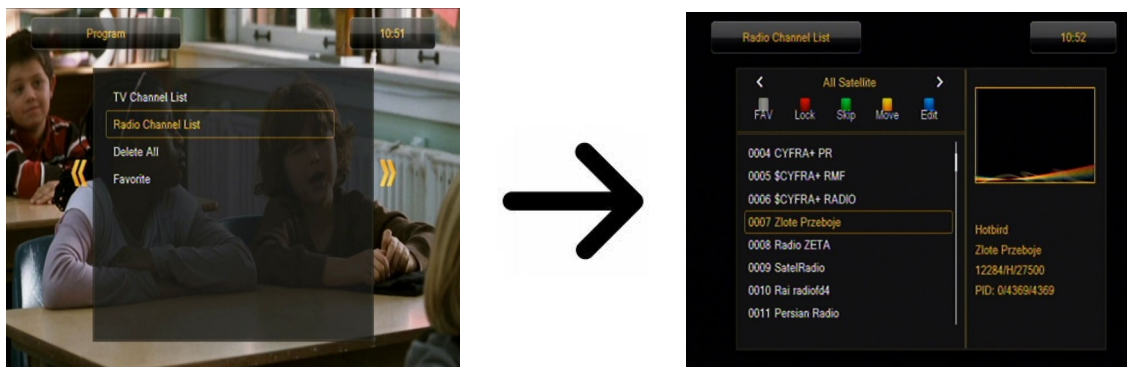 Program
10:51
TV Channel List
Radio Channel List
Delete All
Favorite
Radio Channel List
10:52
All Satellite
FAV Lock Skip Move Edit
0004 CYFRA+ PR
0005 $CYFRA+ RMF
0006 $CYFRA+ RADIO
0007 Zlote Przeboje
0008 Radio ZETA
0009 SatelRadio
0010 Rai radiofd4
0011 Persian Radio
Hotbird
Zlote Przeboje
12284/H/27500
PID: 0/4369/4369